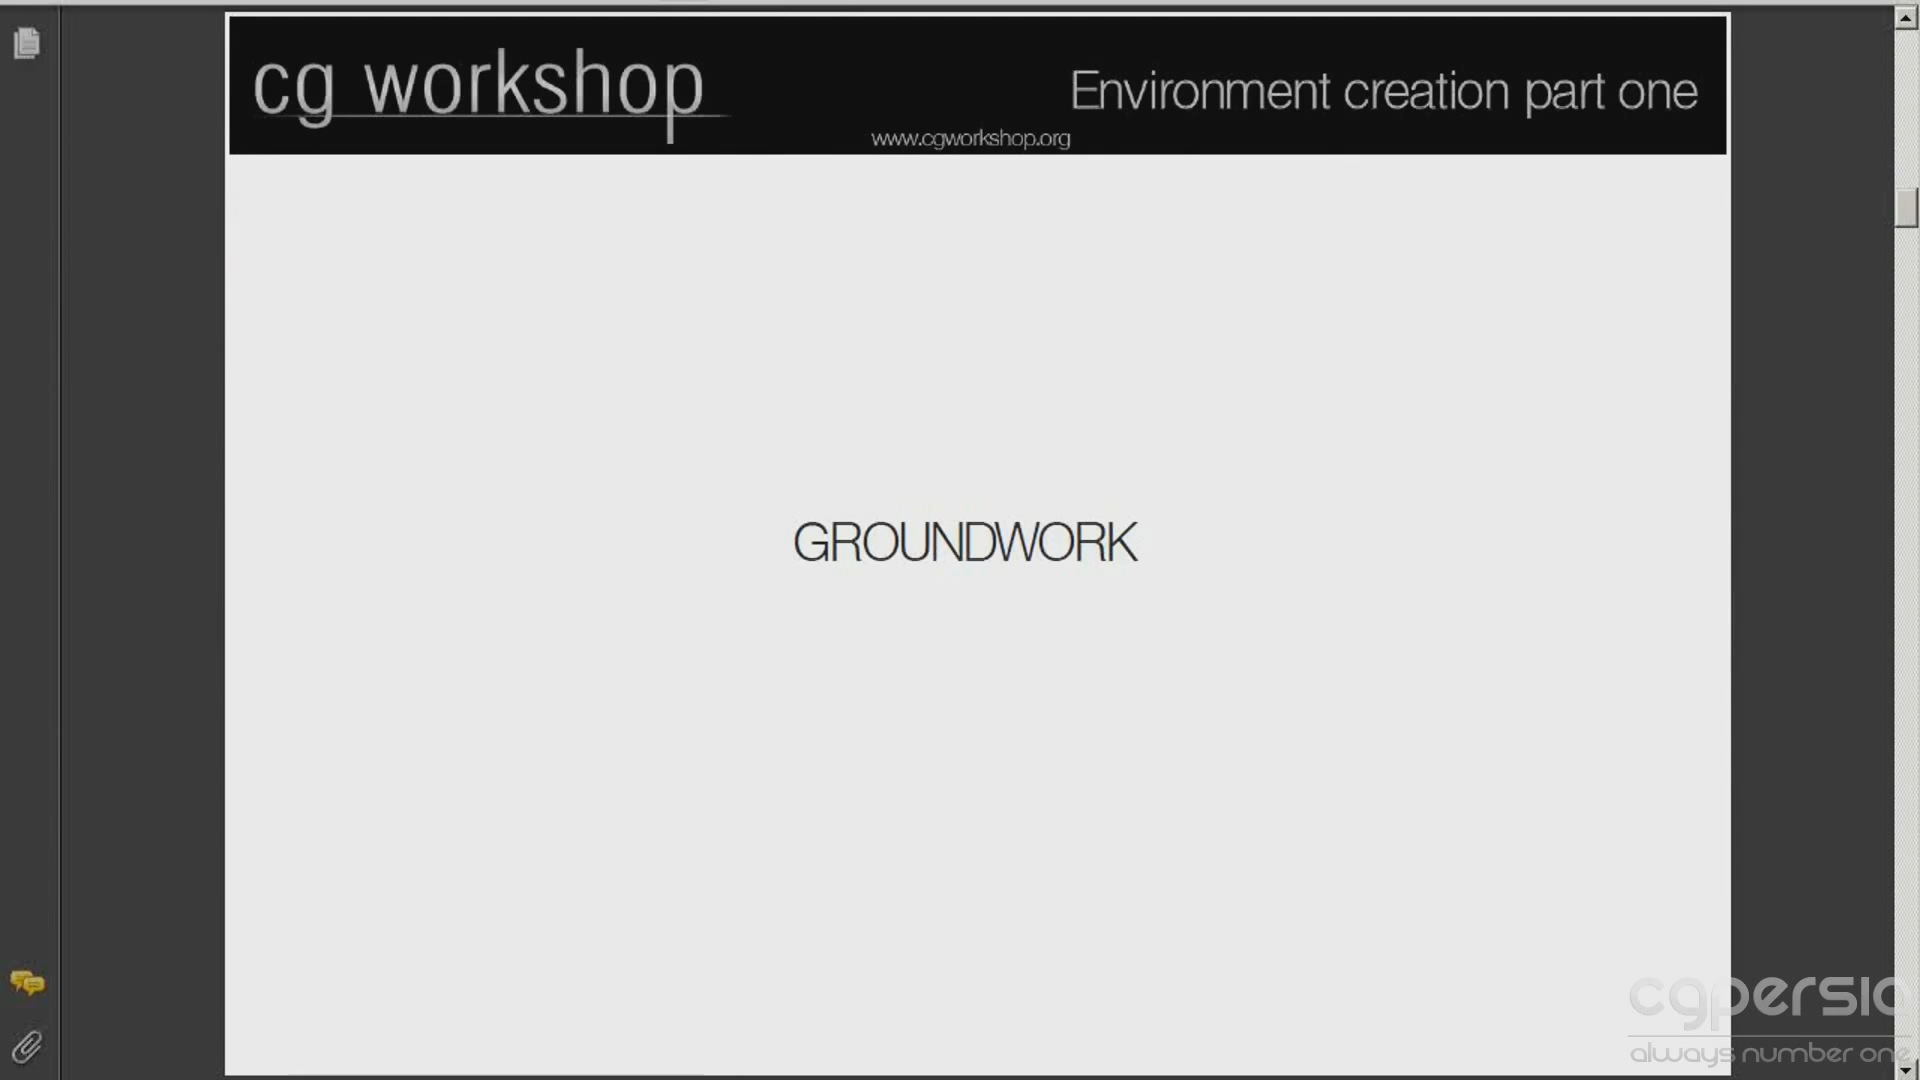 cg workshop
Environment creation part one
www.cgworkshop.org
GROUNDWORK
cgpersia
always number one